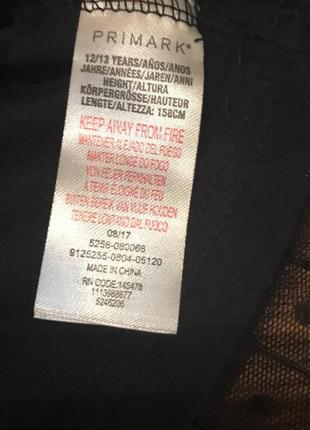 PRIMARK
12/13 YEARS/AÑOS/ANOS
JAHRE/ANNÉES/JAREN/ANNI
HEIGHT/ALTURA
KÖRPERGRÖSSE/HAUTEUR
LENGTE/ALTEZZA: 158CM
KEEP AWAY FROM FIRE
MANTENER ALEJADO DEL FUEGO
MANTER LONGE DO FOGO
VON FEUER FERNHALTEN
À TENIR ÉLOIGNÉ DU FEU
BUITEN BEREIK VAN VUUR HOUDEN
TENERE LONTANO DAL FUOCO
08/17
5256-080068
9125255-0804-05120
MADE IN CHINA
RN CODE: 145478
1113988677
5246206